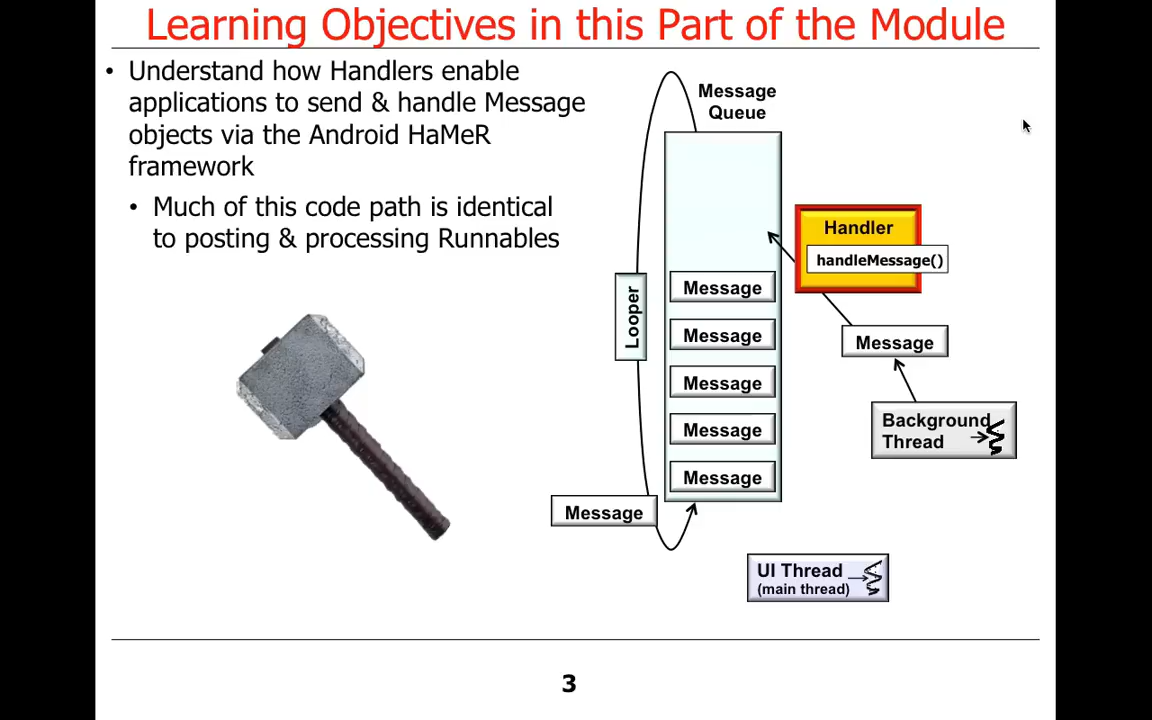 Learning Objectives in this Part of the Module
• Understand how Handlers enable
applications to send & handle Message
objects via the Android HaMeR
framework
• Much of this code path is identical
to posting & processing Runnables
Message
Queue
Handler
handleMessage()
Looper
Message
Message
Message
Message
Message
Message
Background
Thread
Message
UI Thread
(main thread)
3